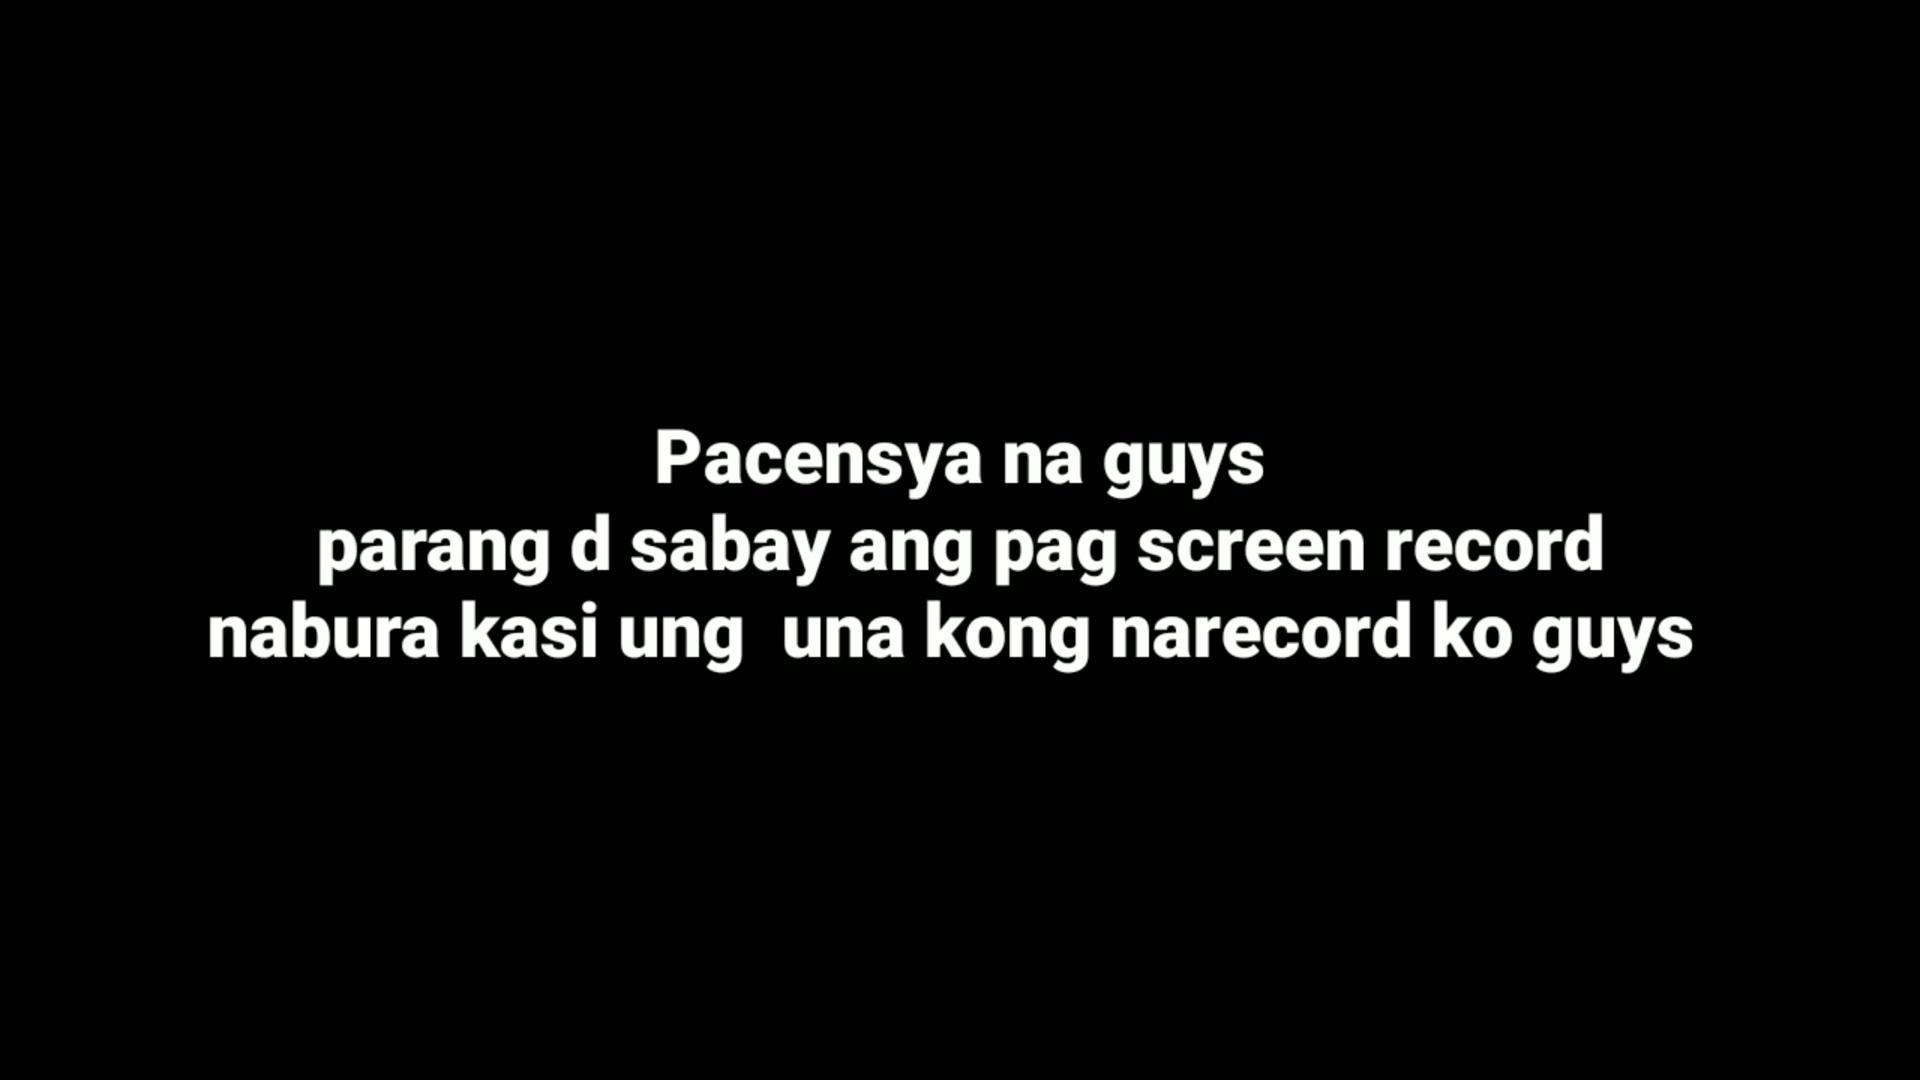 Pacensya na guys
parang d sabay ang pag screen record
nabura kasi ung  una kong narecord ko guys